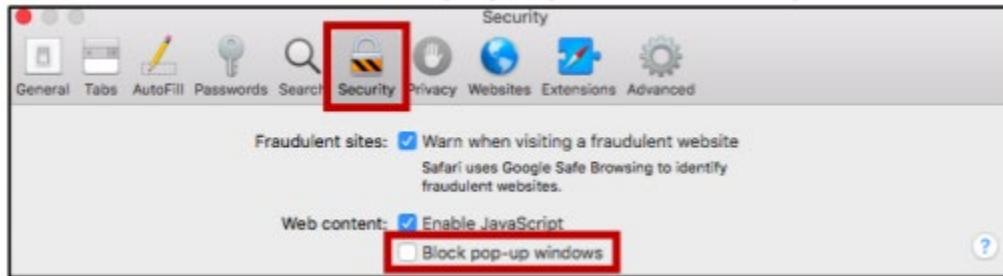 Security
General Tabs AutoFill Passwords Search Security Privacy Websites Extensions Advanced
Fraudulent sites: Warn when visiting a fraudulent website
Safari uses Google Safe Browsing to identify
fraudulent websites.
Web content: Enable JavaScript
Block pop-up windows
?